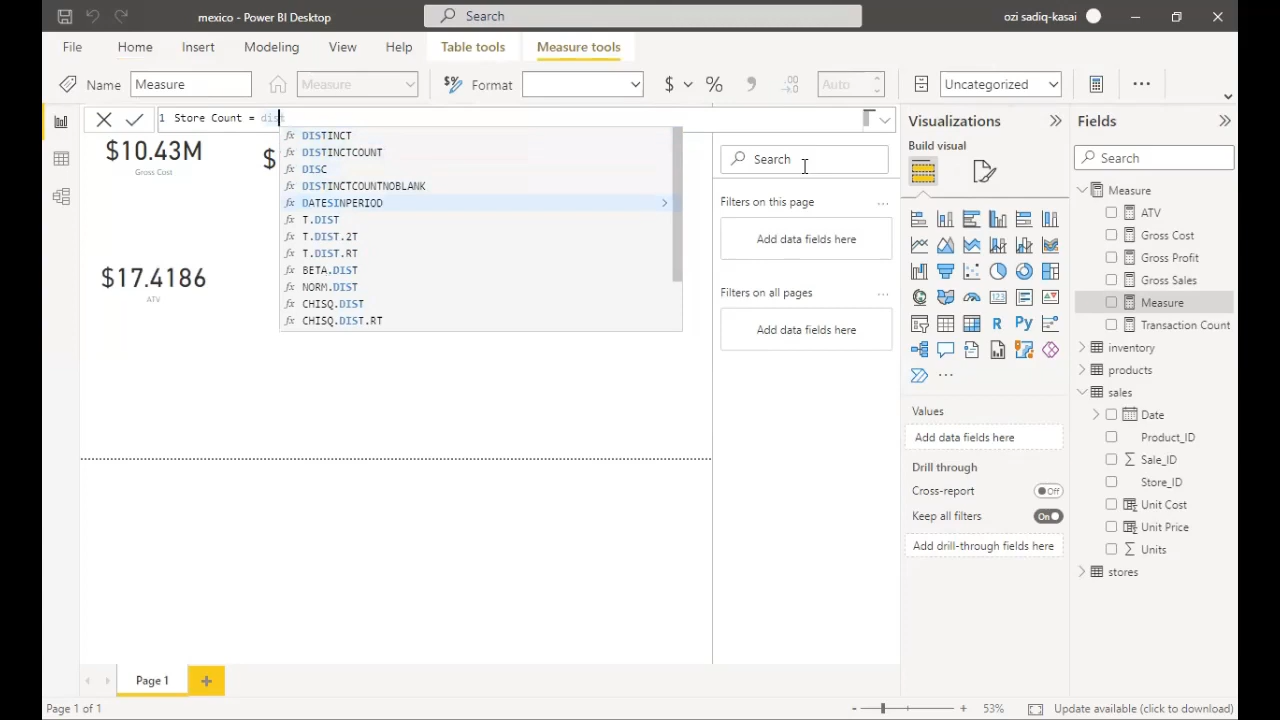 mexico - Power BI Desktop
Search
ozi sadiq-kasai
File
Home
Insert
Modeling
View
Help
Table tools
Measure tools
Name
Measure
Measure
Format
$
%
Auto
Uncategorized
1 Store Count = dist
DISTINCT
DISTINCTCOUNT
DISC
DISTINCTCOUNTNOBLANK
DATESINPERIOD
T.DIST
T.DIST.2T
T.DIST.RT
BETA.DIST
NORM.DIST
CHISQ.DIST
CHISQ.DIST.RT
$10.43M
Gross Cost
$
$17.4186
ATV
Search
Filters on this page
Add data fields here
Filters on all pages
Add data fields here
Visualizations
Build visual
R
Py
Values
Add data fields here
Drill through
Cross-report
Off
Keep all filters
On
Add drill-through fields here
Fields
Search
Measure
ATV
Gross Cost
Gross Profit
Gross Sales
Measure
Transaction Count
inventory
products
sales
Date
Product_ID
Sale_ID
Store_ID
Unit Cost
Unit Price
Units
stores
Page 1
Page 1 of 1
53%
Update available (click to download)